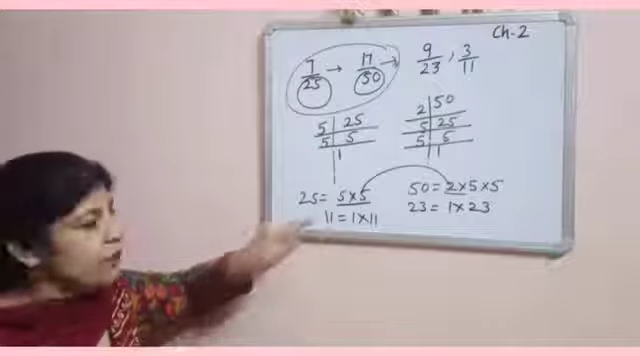 Ch-2
7/25 → 17/50 → 9/23, 3/11
5 | 25
5 | 5
1
2 | 50
5 | 25
5 | 5
1
25 = 5×5
11 = 1×11
50 = 2×5×5
23 = 1×23